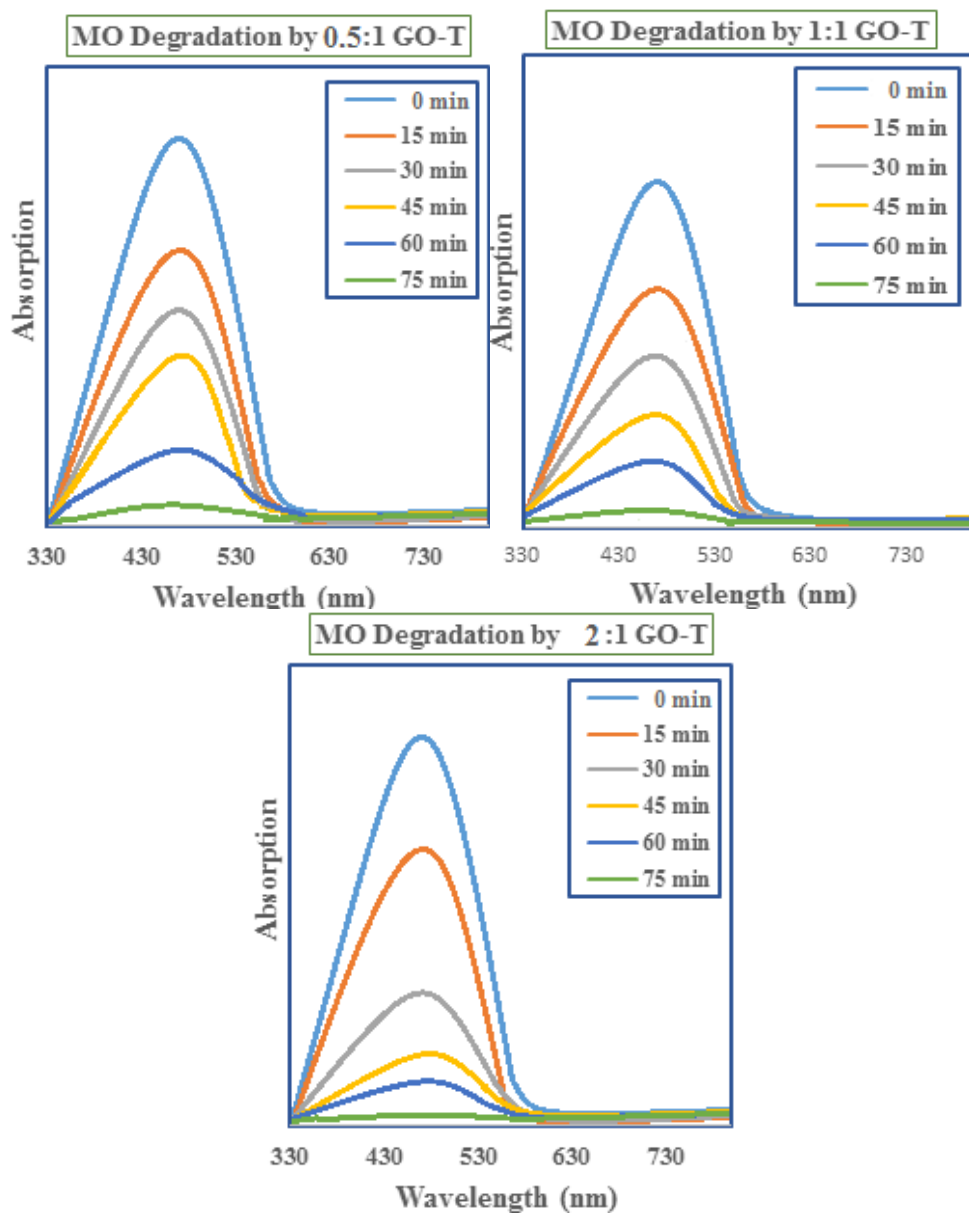 MO Degradation by 0.5:1 GO-T
0 min
15 min
30 min
45 min
60 min
75 min
Absorption
330 430 530 630 730
Wavelength (nm)
MO Degradation by 1:1 GO-T
0 min
15 min
30 min
45 min
60 min
75 min
Absorption
330 430 530 630 730
Wavelength (nm)
MO Degradation by 2 :1 GO-T
0 min
15 min
30 min
45 min
60 min
75 min
Absorption
330 430 530 630 730
Wavelength (nm)